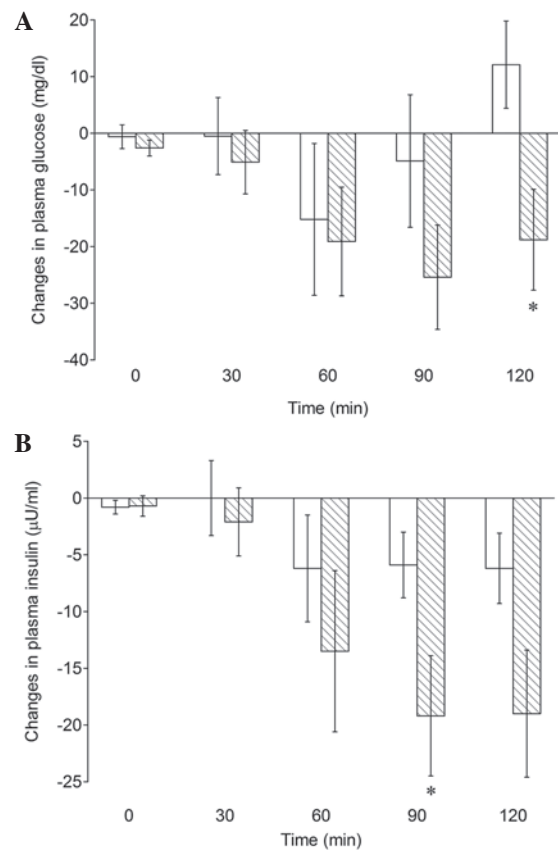 A
20
10
0
-10
-20
-30
-40
Changes in plasma glucose (mg/dl)
*
0 30 60 90 120
Time (min)
B
5
0
-5
-10
-15
-20
-25
Changes in plasma insulin (µU/ml)
*
0 30 60 90 120
Time (min)